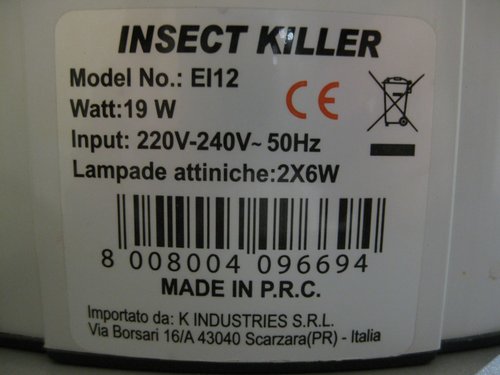 INSECT KILLER
Model No.: EI12
Watt:19 W
Input: 220V-240V~ 50Hz
Lampade attiniche:2X6W
8 008004 096694
MADE IN P.R.C.
Importato da: K INDUSTRIES S.R.L.
Via Borsari 16/A 43040 Scarzara(PR) - Italia
CE